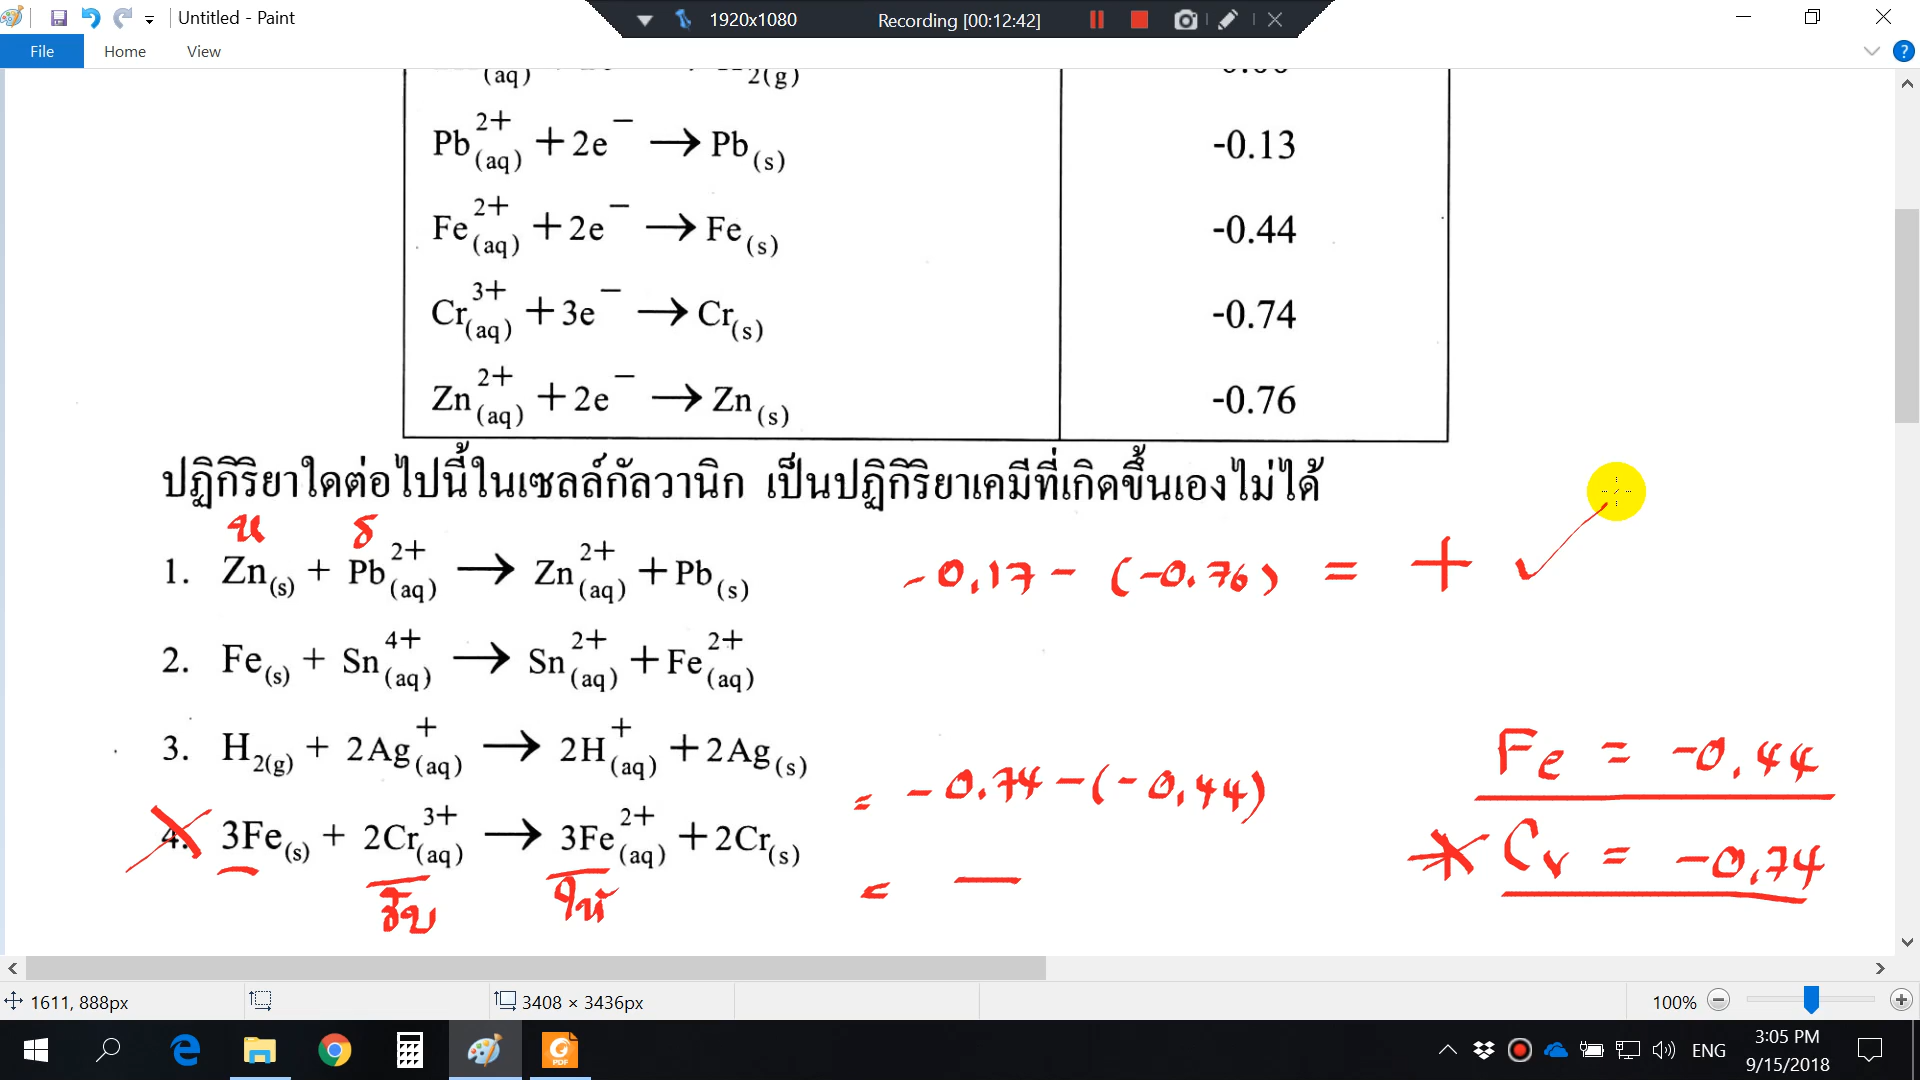 Untitled - Paint
1920x1080 Recording [00:12:42]
File Home View
(aq) 2(g)
Pb2+(aq) + 2e− → Pb(s) -0.13
Fe2+(aq) + 2e− → Fe(s) -0.44
Cr3+(aq) + 3e− → Cr(s) -0.74
Zn2+(aq) + 2e− → Zn(s) -0.76
ปฏิกิริยาใดต่อไปนี้ในเซลล์กัลวานิก เป็นปฏิกิริยาเคมีที่เกิดขึ้นเองไม่ได้
1. Zn(s) + Pb2+(aq) → Zn2+(aq) + Pb(s) -0.17 - (-0.76) = +
2. Fe(s) + Sn4+(aq) → Sn2+(aq) + Fe2+(aq)
3. H2(g) + 2Ag+(aq) → 2H+(aq) + 2Ag(s)
Fe = -0.44
= -0.74 - (-0.44)
4. 3Fe(s) + 2Cr3+(aq) → 3Fe2+(aq) + 2Cr(s)
Cr = -0.74
รับ ให้ = −
1611, 888px 3408 × 3436px 100%
PDF
ENG
3:05 PM
9/15/2018